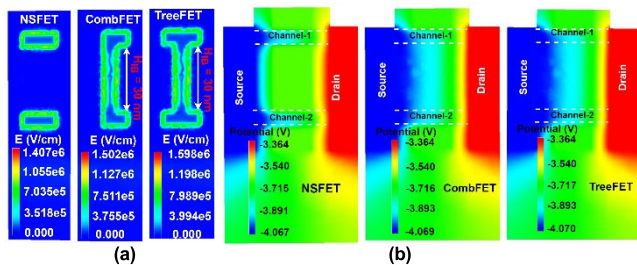 NSFET
CombFET
TreeFET
HIB = 30 nm
HIB = 30 nm
E (V/cm)
1.407e6
1.055e6
7.035e5
3.518e5
0.000
E (V/cm)
1.502e6
1.127e6
7.511e5
3.755e5
0.000
E (V/cm)
1.598e6
1.198e6
7.989e5
3.994e5
0.000
(a)
Channel-1
Source
Drain
Channel-2
Potential (V)
-3.364
-3.540
-3.715
-3.891
-4.067
NSFET
Channel-1
Source
Drain
Channel-2
Potential (V)
-3.364
-3.540
-3.716
-3.893
-4.069
CombFET
Channel-1
Source
Drain
Channel-2
Potential (V)
-3.364
-3.540
-3.717
-3.893
-4.070
TreeFET
(b)